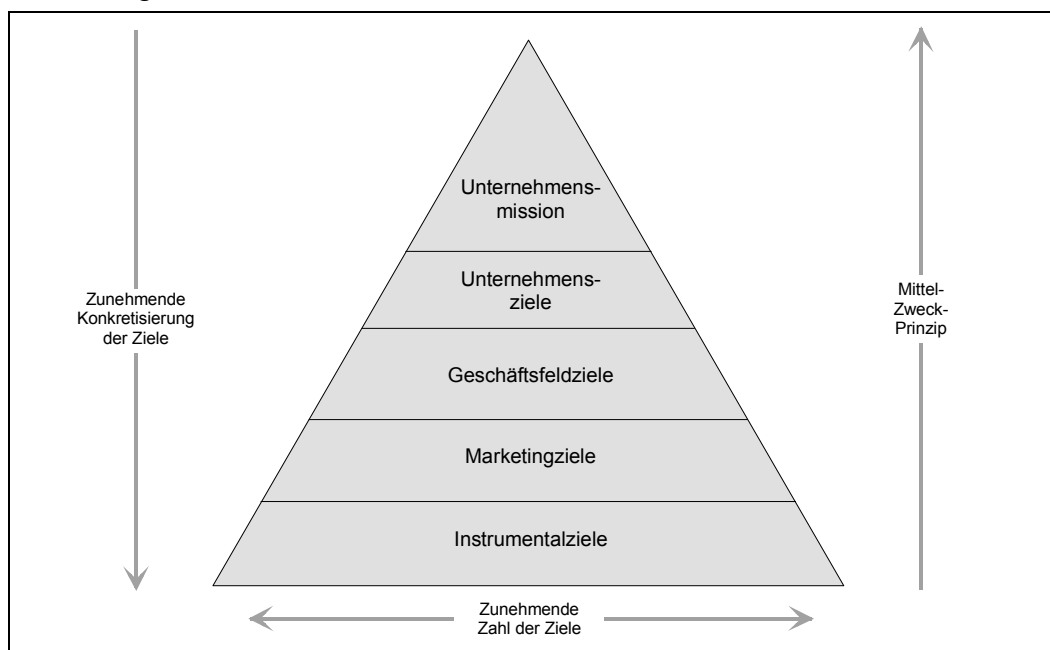 Unternehmens-
mission
Unternehmens-
ziele
Geschäftsfeldziele
Marketingziele
Instrumentalziele
Zunehmende
Konkretisierung
der Ziele
Mittel-
Zweck-
Prinzip
Zunehmende
Zahl der Ziele